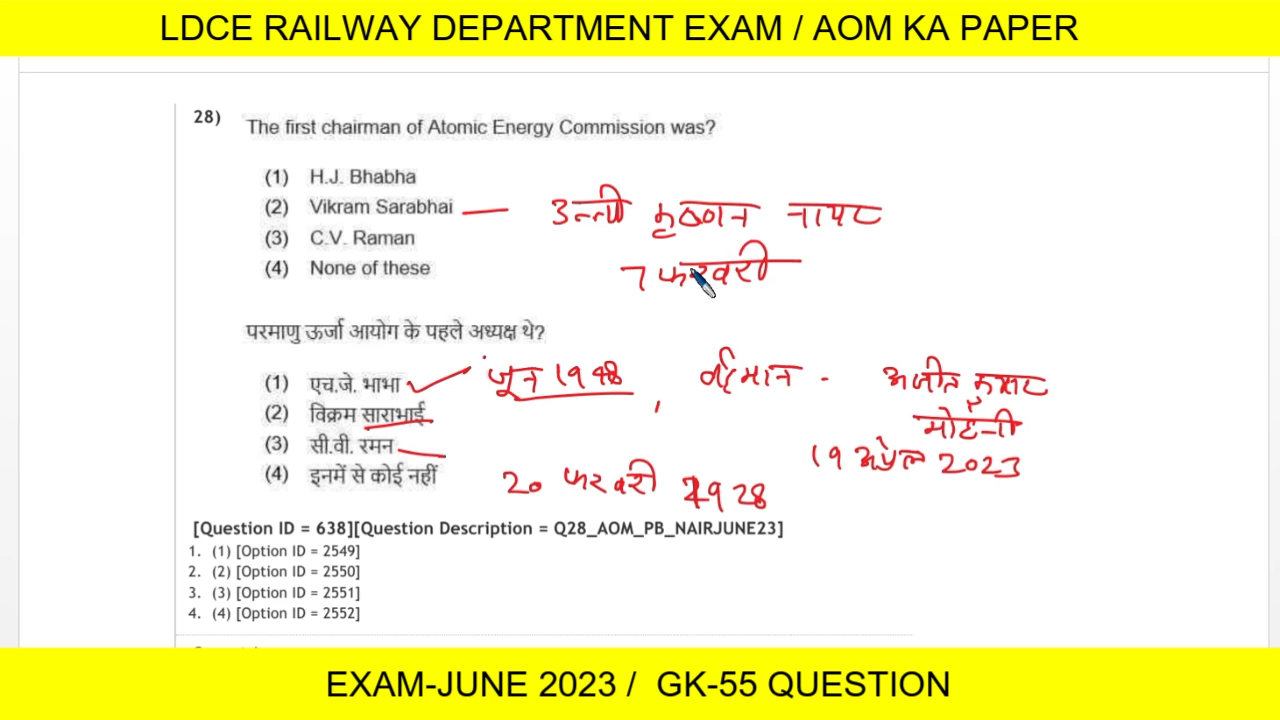 LDCE RAILWAY DEPARTMENT EXAM / AOM KA PAPER
28) The first chairman of Atomic Energy Commission was?
(1) H.J. Bhabha
(2) Vikram Sarabhai
(3) C.V. Raman
(4) None of these
7 फरवरी
परमाणु ऊर्जा आयोग के पहले अध्यक्ष थे?
(1) एच.जे. भाभा जून 1948, वर्तमान - अजीत कुमार
(2) विक्रम साराभाई
(3) सी.वी. रमन 19 अप्रैल 2023
(4) इनमें से कोई नहीं 20 फरवरी 1928
[Question ID = 638][Question Description = Q28_AOM_PB_NAIRJUNE23]
1. (1) [Option ID = 2549]
2. (2) [Option ID = 2550]
3. (3) [Option ID = 2551]
4. (4) [Option ID = 2552]
EXAM-JUNE 2023 / GK-55 QUESTION